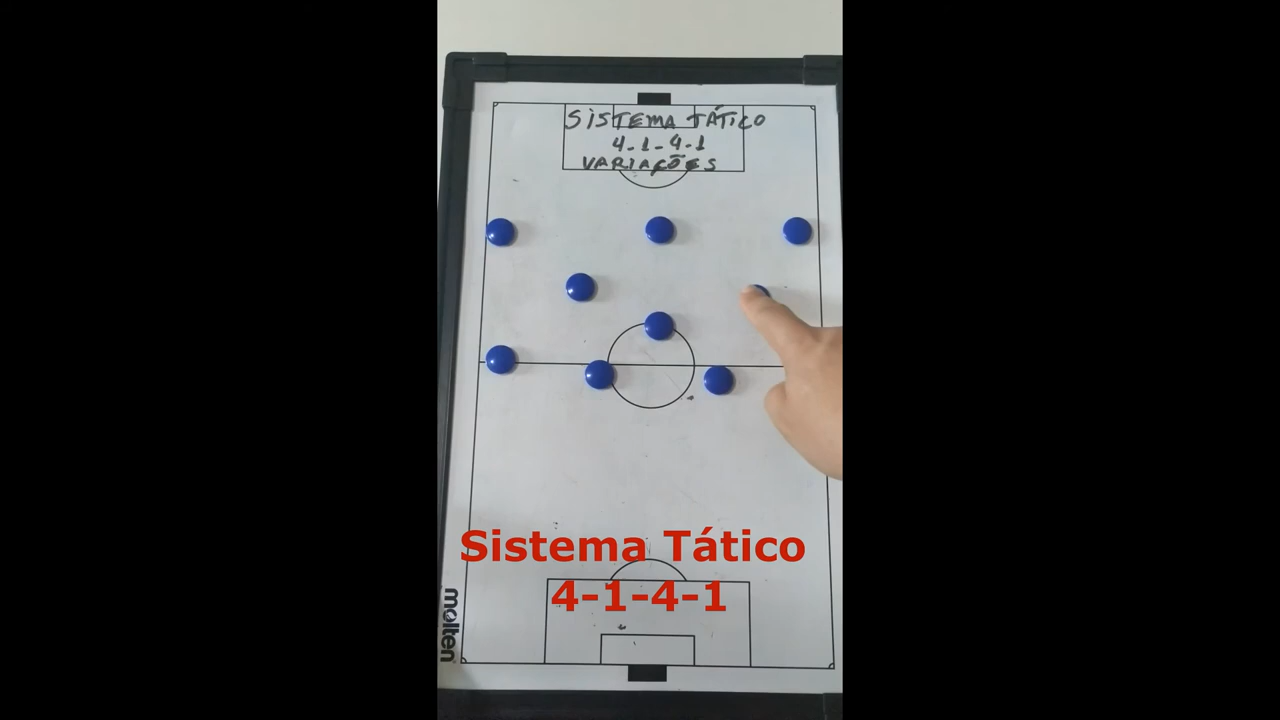 SISTEMA TÁTICO
4-1-4-1
VARIAÇÕES
Sistema Tático
4-1-4-1
molten